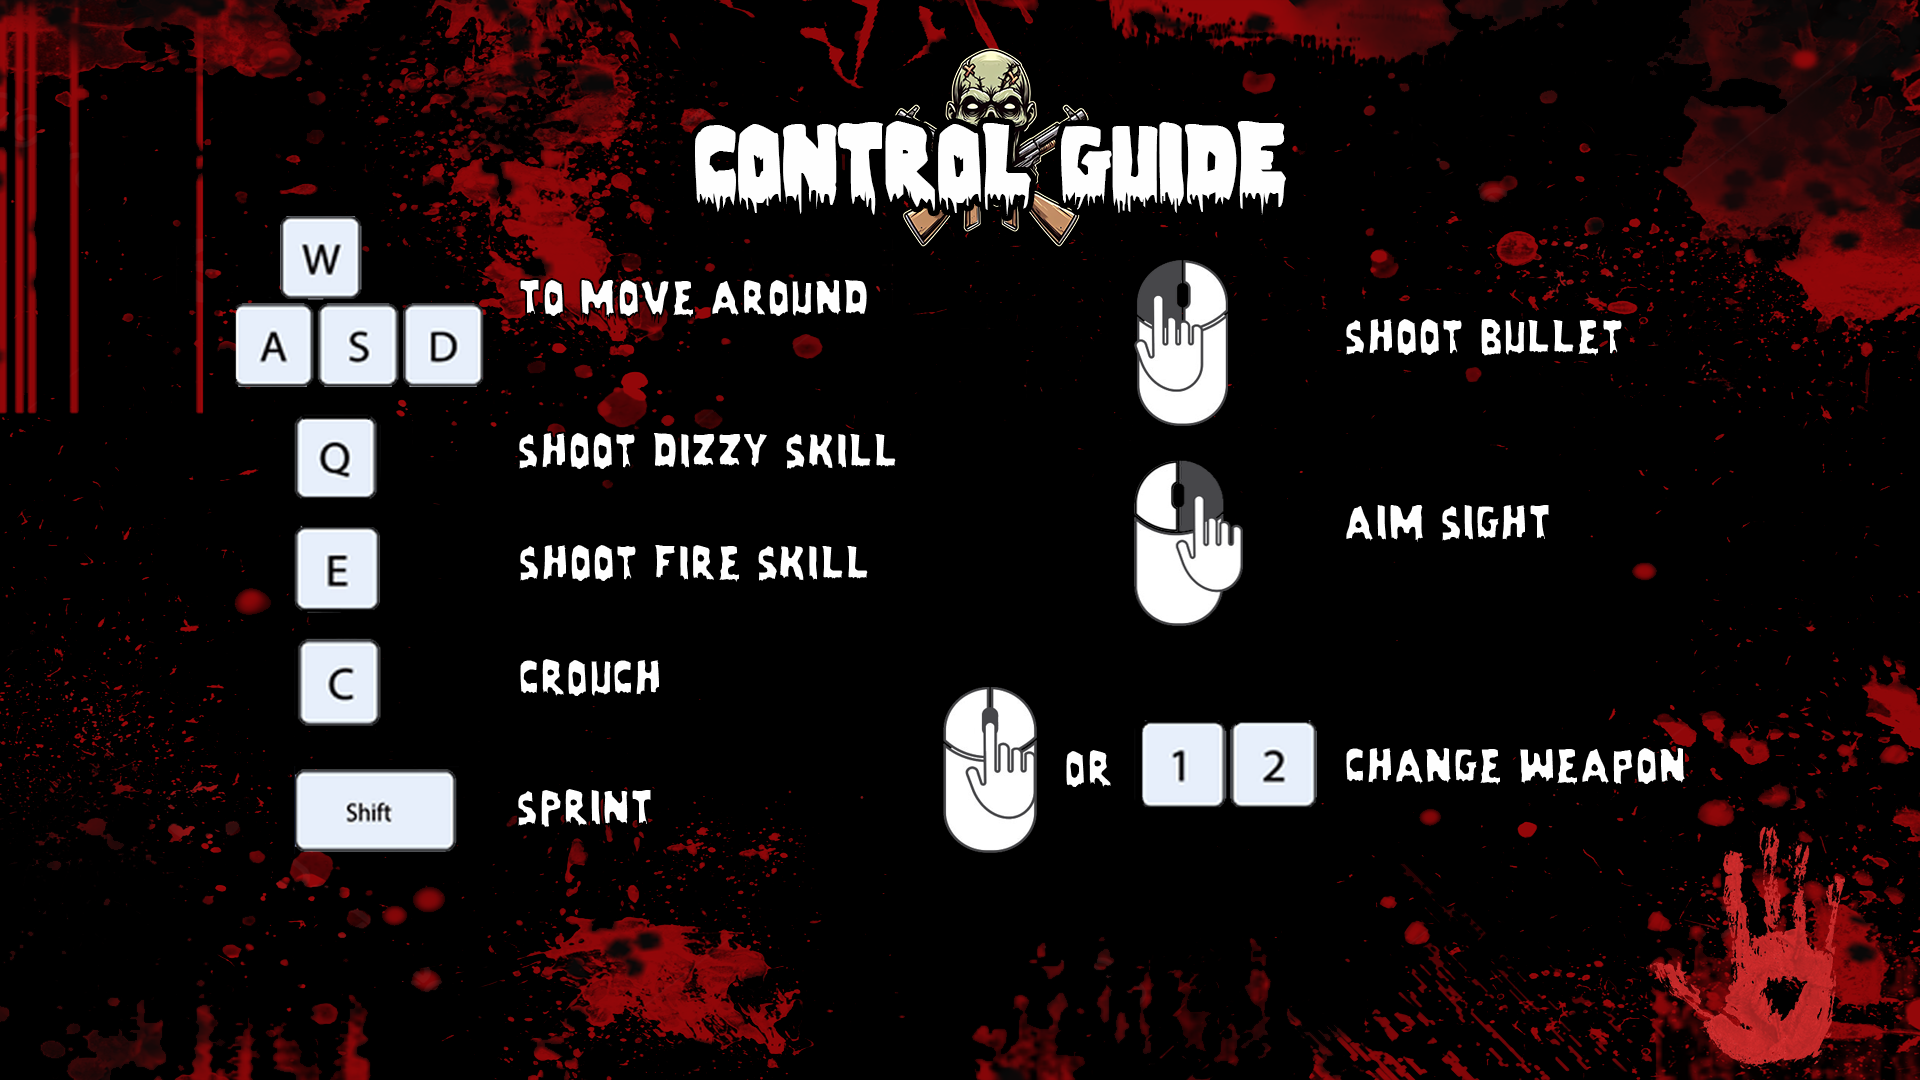 CONTROL GUIDE
W
A S D
TO MOVE AROUND
Q
SHOOT DIZZY SKILL
E
SHOOT FIRE SKILL
C
CROUCH
Shift
SPRINT
SHOOT BULLET
AIM SIGHT
OR
1 2
CHANGE WEAPON